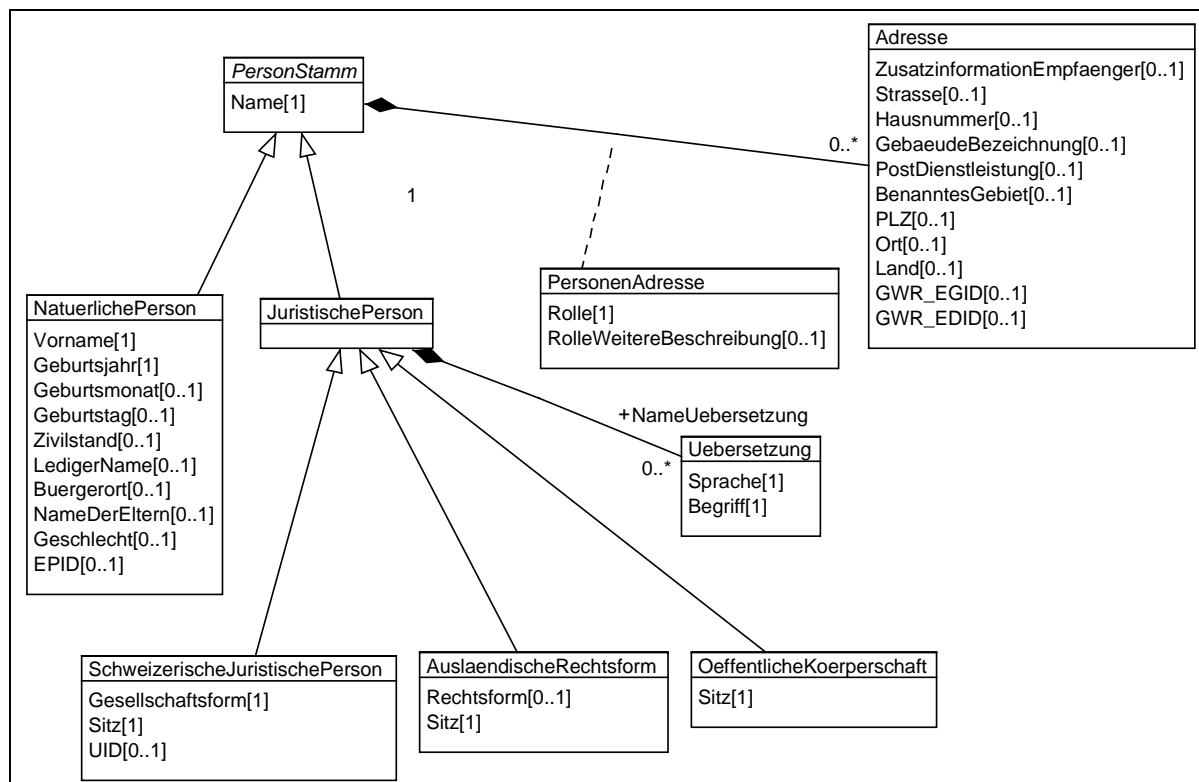 PersonStamm
Name[1]
Adresse
ZusatzinformationEmpfaenger[0..1]
Strasse[0..1]
Hausnummer[0..1]
GebaeudeBezeichnung[0..1]
PostDienstleistung[0..1]
BenanntesGebiet[0..1]
PLZ[0..1]
Ort[0..1]
Land[0..1]
GWR_EGID[0..1]
GWR_EDID[0..1]
0..*
1
PersonenAdresse
Rolle[1]
RolleWeitereBeschreibung[0..1]
NatuerlichePerson
Vorname[1]
Geburtsjahr[1]
Geburtsmonat[0..1]
Geburtstag[0..1]
Zivilstand[0..1]
LedigerName[0..1]
Buergerort[0..1]
NameDerEltern[0..1]
Geschlecht[0..1]
EPID[0..1]
JuristischePerson
+NameUebersetzung
0..*
Uebersetzung
Sprache[1]
Begriff[1]
SchweizerischeJuristischePerson
Gesellschaftsform[1]
Sitz[1]
UID[0..1]
AuslaendischeRechtsform
Rechtsform[0..1]
Sitz[1]
OeffentlicheKoerperschaft
Sitz[1]